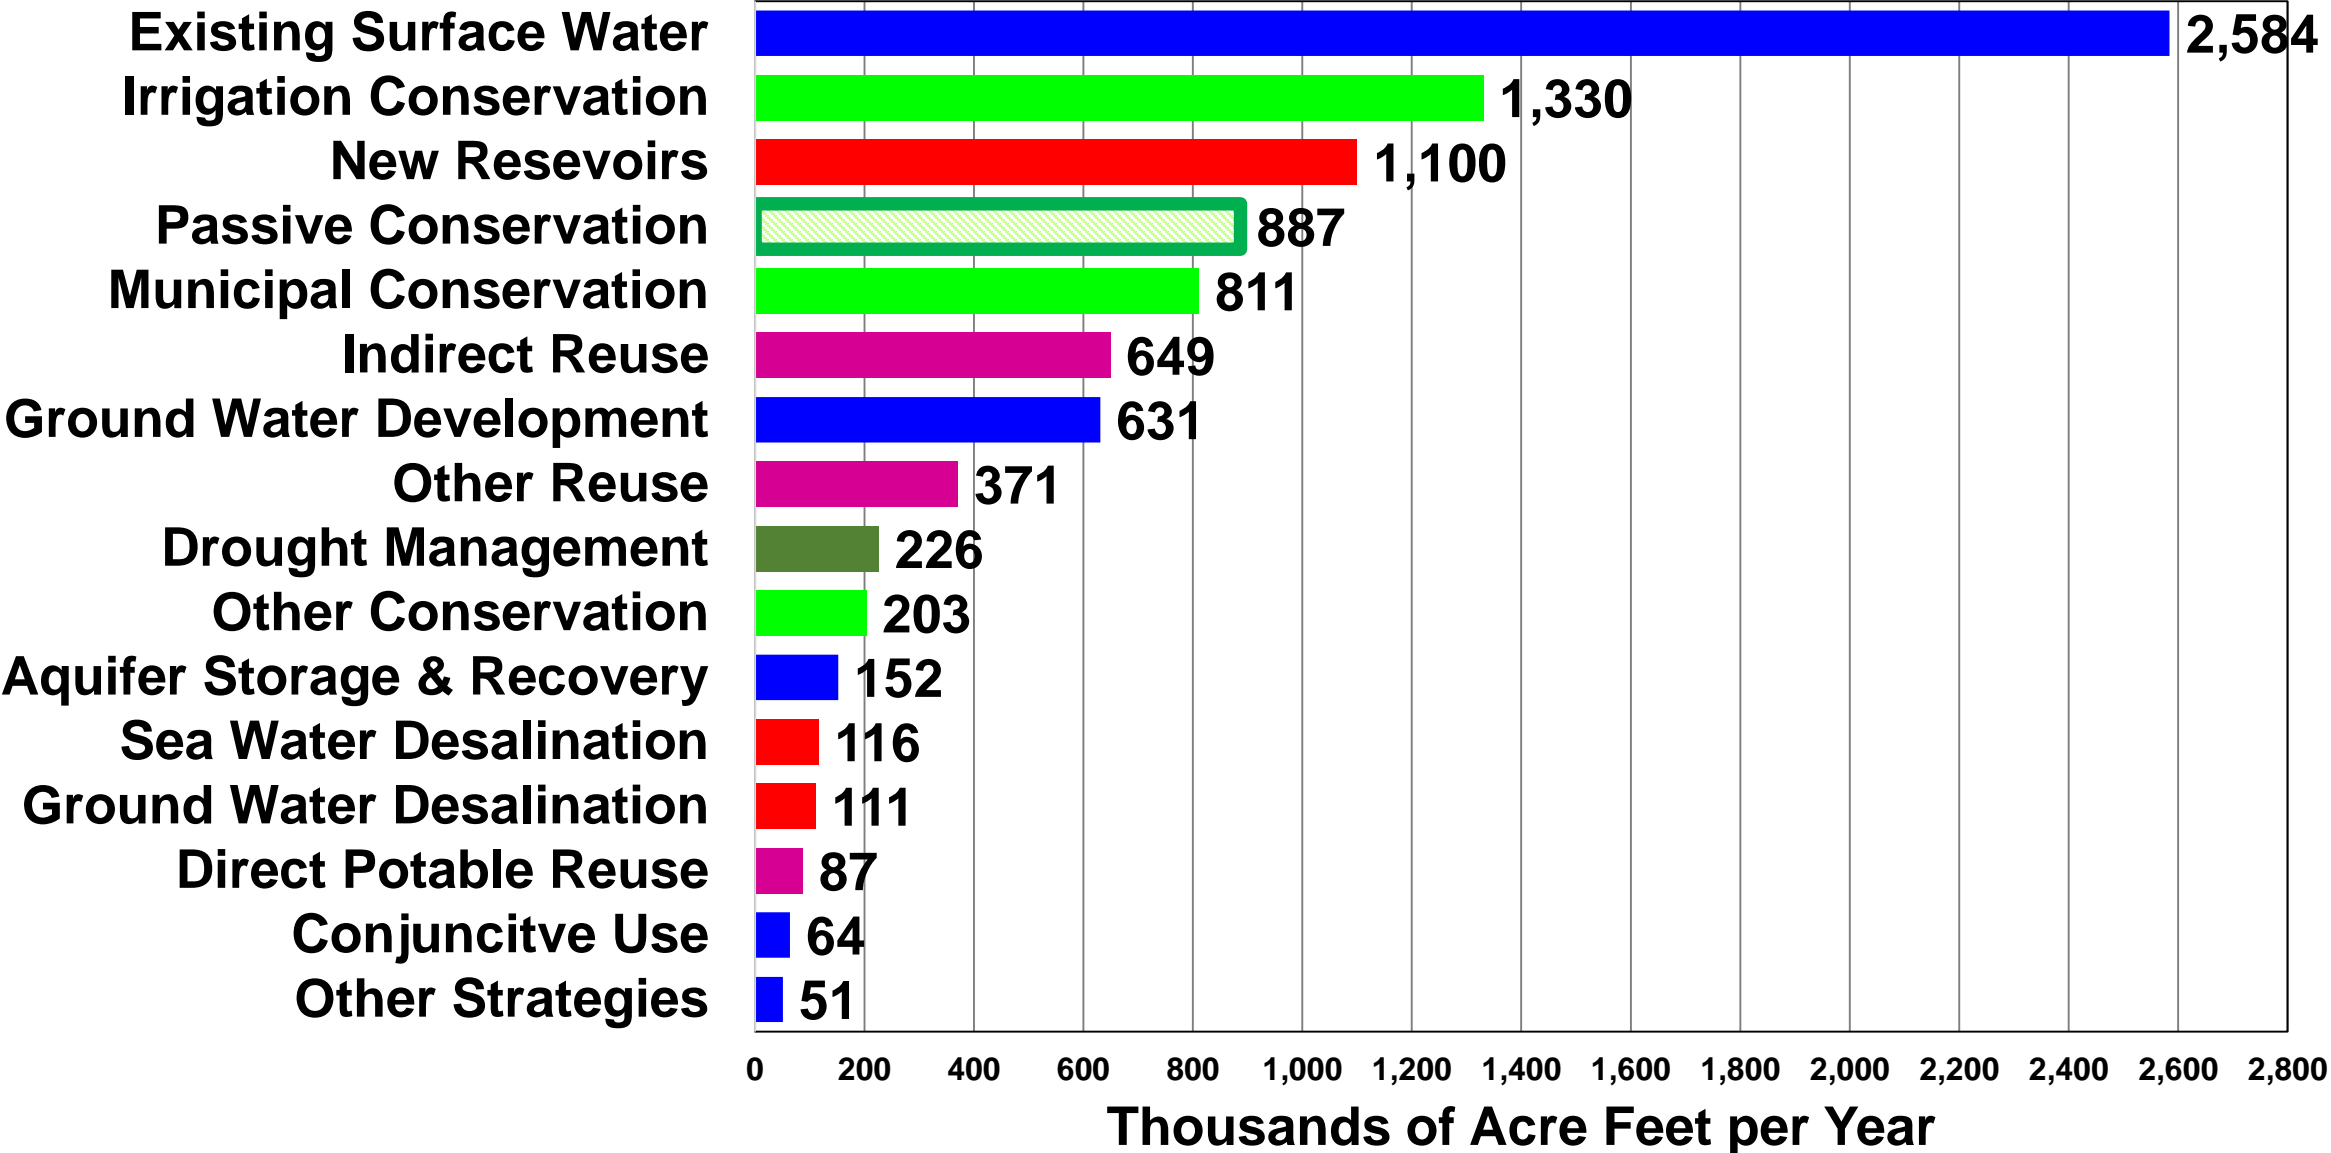 Existing Surface Water 2,584
Irrigation Conservation 1,330
New Resevoirs 1,100
Passive Conservation 887
Municipal Conservation 811
Indirect Reuse 649
Ground Water Development 631
Other Reuse 371
Drought Management 226
Other Conservation 203
Aquifer Storage & Recovery 152
Sea Water Desalination 116
Ground Water Desalination 111
Direct Potable Reuse 87
Conjuncitve Use 64
Other Strategies 51
0 200 400 600 800 1,000 1,200 1,400 1,600 1,800 2,000 2,200 2,400 2,600 2,800
Thousands of Acre Feet per Year